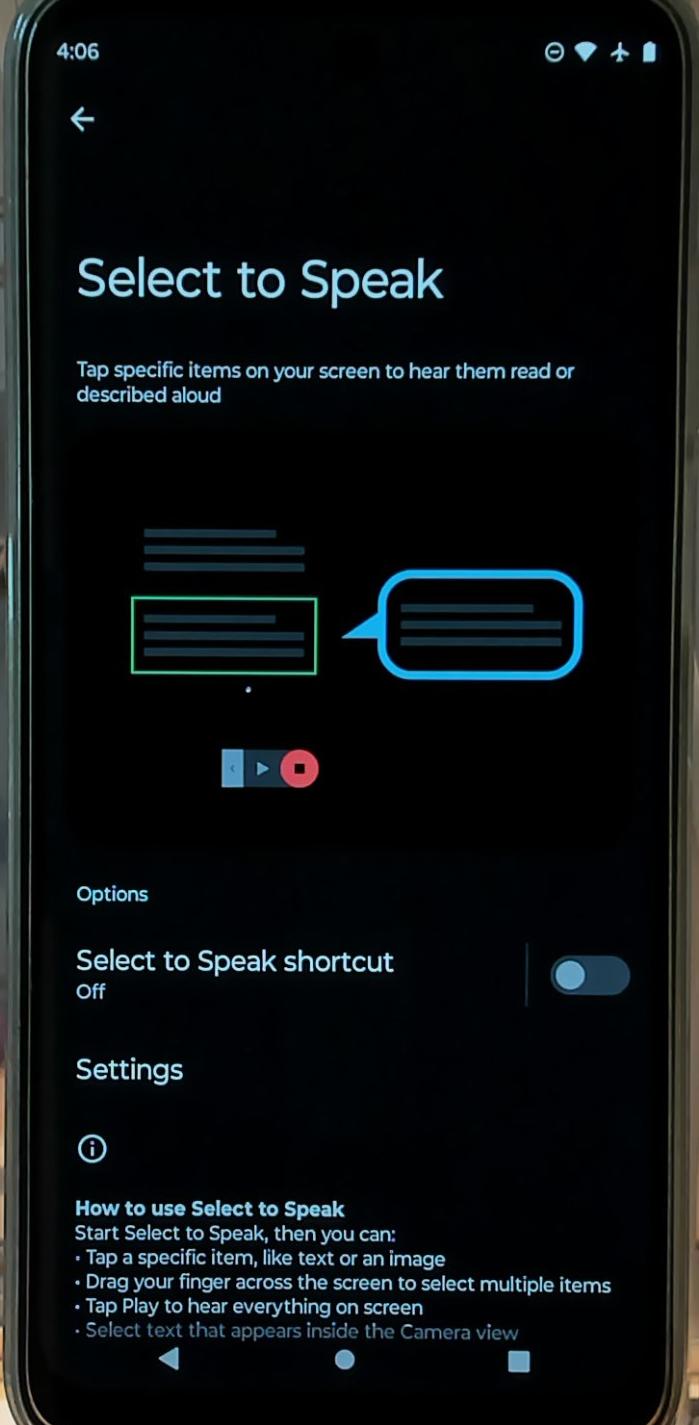 4:06
Select to Speak
Tap specific items on your screen to hear them read or
described aloud
Options
Select to Speak shortcut
Off
Settings
How to use Select to Speak
Start Select to Speak, then you can:
• Tap a specific item, like text or an image
• Drag your finger across the screen to select multiple items
• Tap Play to hear everything on screen
• Select text that appears inside the Camera view